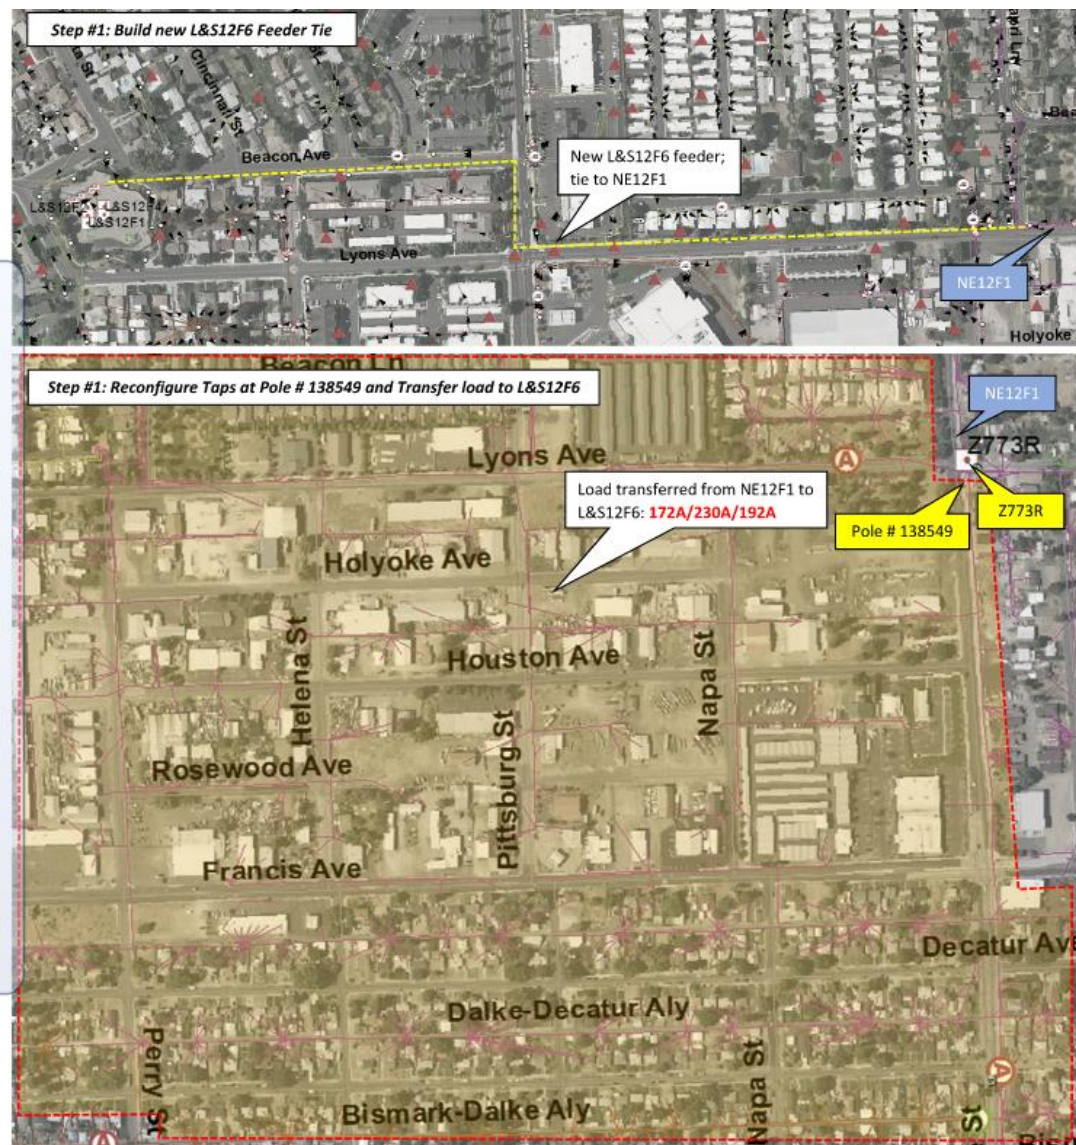 Step #1: Build new L&S12F6 Feeder Tie
Cincinnati St
Beacon Ave
New L&S12F6 feeder;
tie to NE12F1
L&S12F4
L&S12F1
Lyons Ave
NE12F1
Holyoke
Beacon Ln
Step #1: Reconfigure Taps at Pole # 138549 and Transfer load to L&S12F6
NE12F1
Z773R
Lyons Ave
A
Load transferred from NE12F1 to
L&S12F6: 172A/230A/192A
Z773R
Pole # 138549
Holyoke Ave
Helena St
Houston Ave
Napa St
Pittsburg St
Rosewood Ave
Francis Ave
Decatur Ave
Dalke-Decatur Aly
Perry St
Napa St
A
St
Bismark-Dalke Aly
A